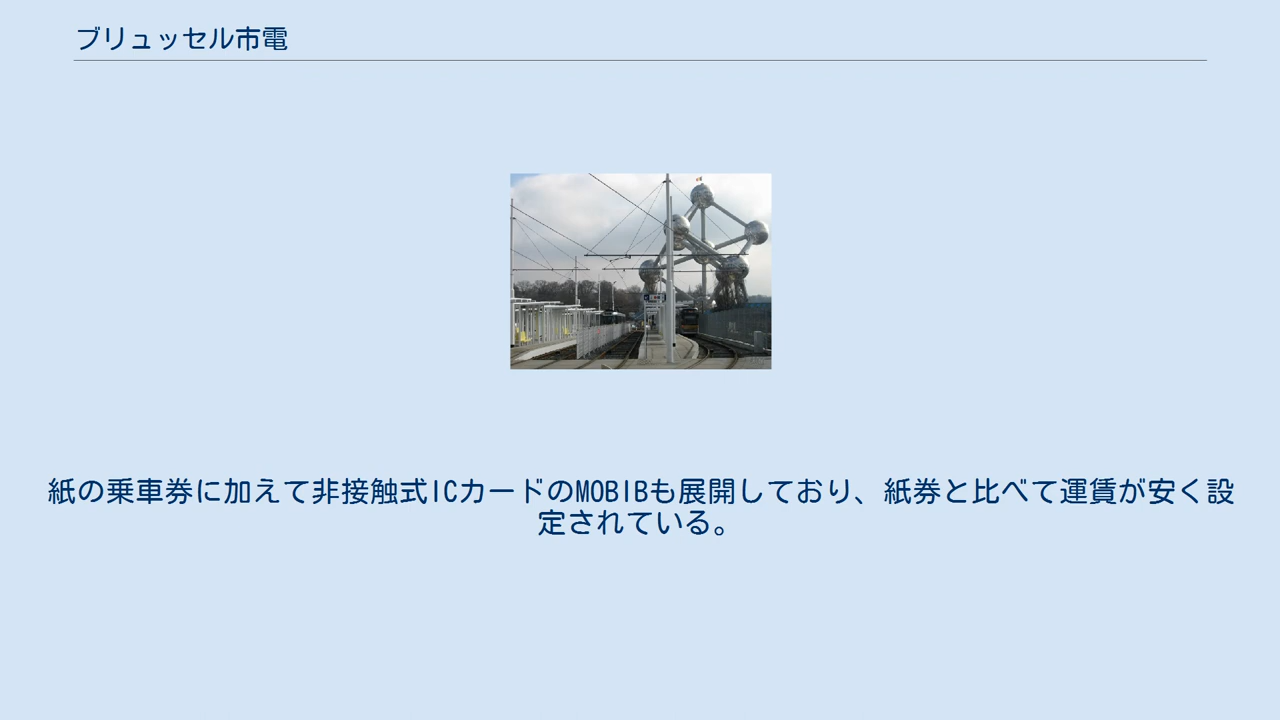 ブリュッセル市電
紙の乗車券に加えて非接触式ICカードのMOBIBも展開しており、紙券と比べて運賃が安く設
定されている。